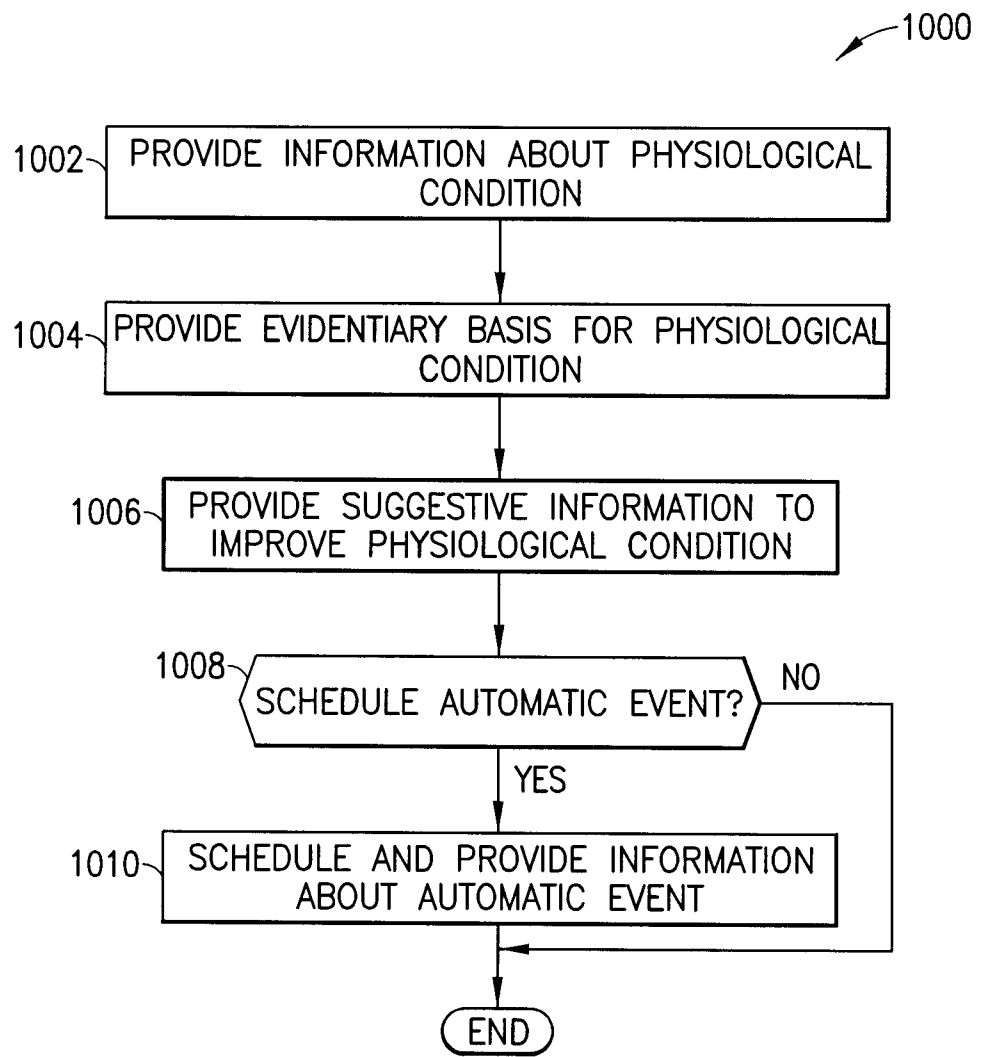 1000
1002
PROVIDE INFORMATION ABOUT PHYSIOLOGICAL
CONDITION
1004
PROVIDE EVIDENTIARY BASIS FOR PHYSIOLOGICAL
CONDITION
1006
PROVIDE SUGGESTIVE INFORMATION TO
IMPROVE PHYSIOLOGICAL CONDITION
1008
SCHEDULE AUTOMATIC EVENT?
NO
YES
1010
SCHEDULE AND PROVIDE INFORMATION
ABOUT AUTOMATIC EVENT
END